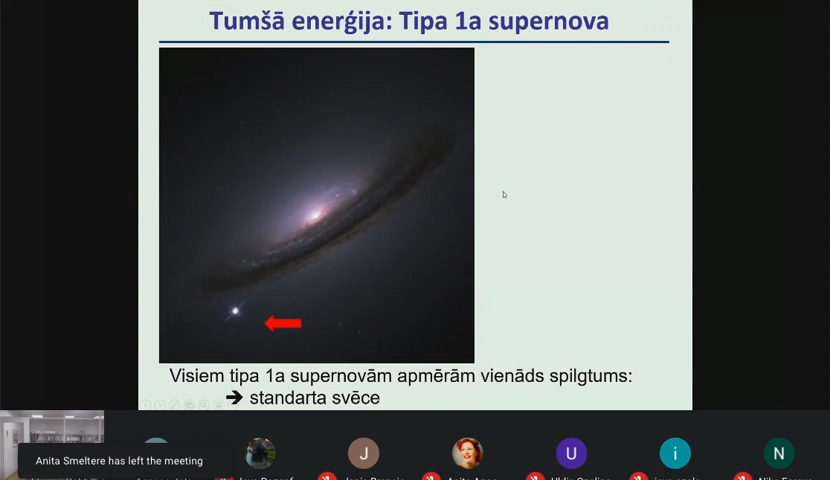 Tumšā enerģija: Tipa 1a supernova
Visiem tipa 1a supernovām apmērām vienāds spilgtums:
➔ standarta svēce
J
U
i
N
Anita Smeltere has left the meeting